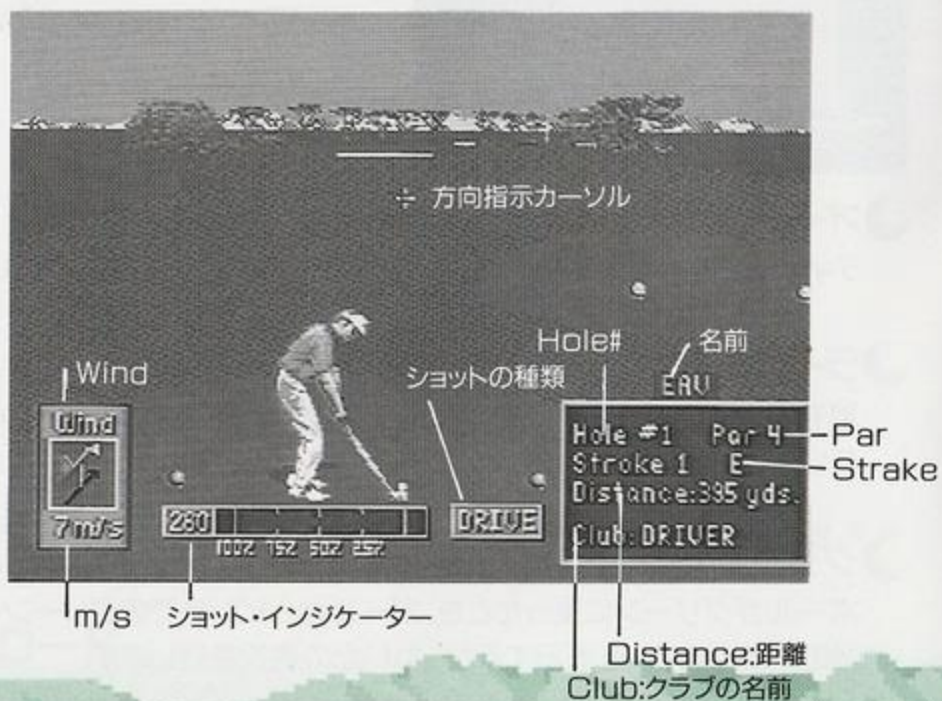 ÷ 方向指示カーソル
Hole#
名前
Wind
ショットの種類
EAV
Wind
Hole #1 Par 4
Par
Stroke 1 E
Strake
Distance:395 yds.
7m/s
280
DRIVE
Club:DRIVER
100% 75% 50% 25%
m/s
ショット・インジケーター
Distance:距離
Club:クラブの名前